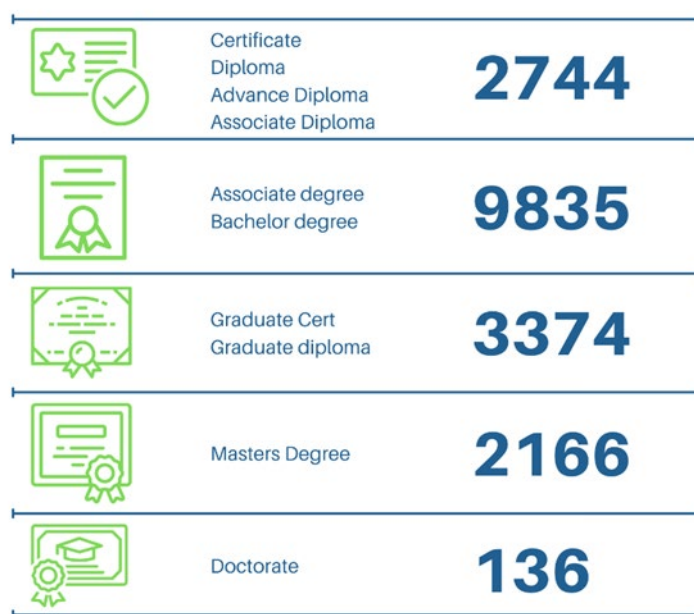 Certificate
Diploma
Advance Diploma
Associate Diploma
2744
Associate degree
Bachelor degree
9835
Graduate Cert
Graduate diploma
3374
Masters Degree
2166
Doctorate
136